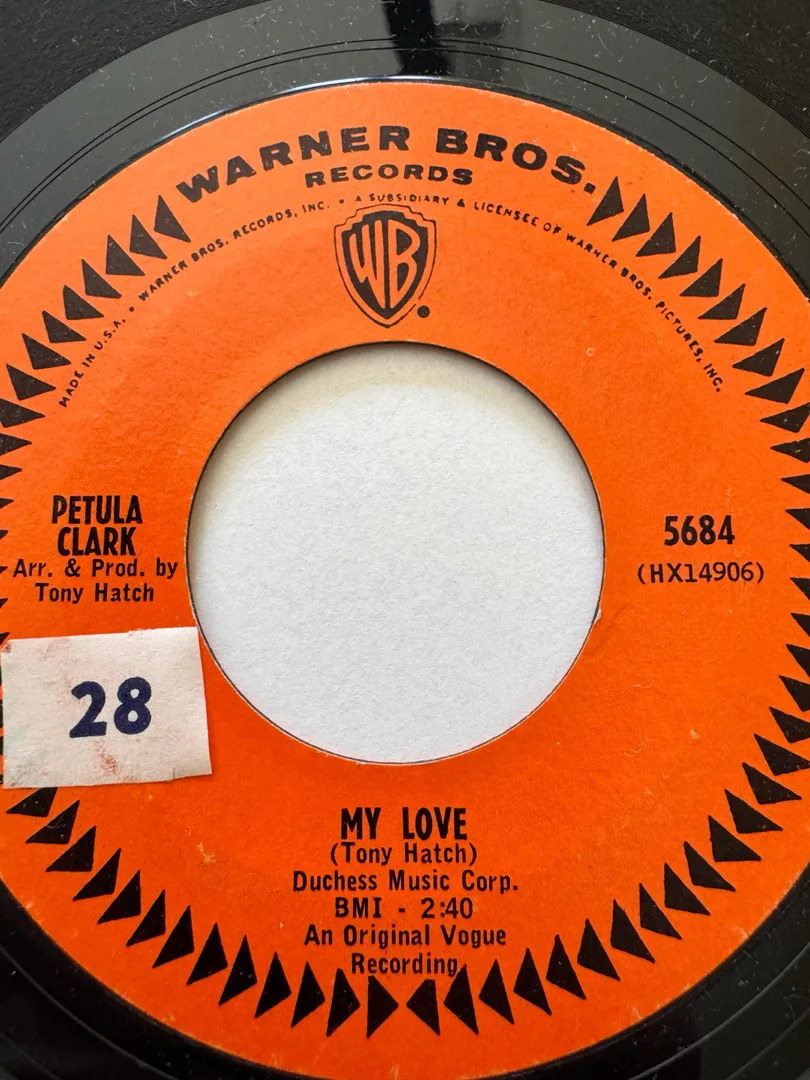 WARNER BROS.
RECORDS
MADE IN U.S.A. • WARNER BROS. RECORDS, INC. • A SUBSIDIARY & LICENSEE OF WARNER BROS. PICTURES, INC.
WB
PETULA
CLARK
Arr. & Prod. by
Tony Hatch
5684
(HX14906)
28
MY LOVE
(Tony Hatch)
Duchess Music Corp.
BMI - 2:40
An Original Vogue
Recording